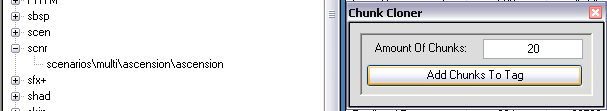 sbsp
scen
scnr
scenarios\multi\ascension\ascension
sfx+
shad
Chunk Cloner
Amount Of Chunks: 20
Add Chunks To Tag